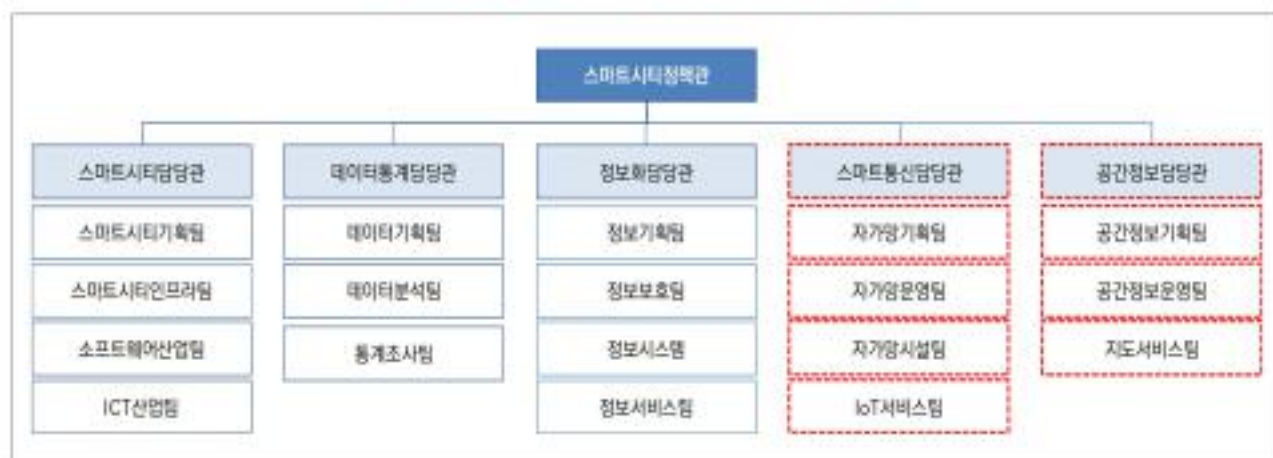 스마트시티정책관
스마트시티담당관
스마트시티기획팀
스마트시티인프라팀
소프트웨어산업팀
ICT산업팀
데이터통계담당관
데이터기획팀
데이터분석팀
통계조사팀
정보화담당관
정보기획팀
정보보호팀
정보시스템
정보서비스팀
스마트통신담당관
자가망기획팀
자가망운영팀
자가망시설팀
IoT서비스팀
공간정보담당관
공간정보기획팀
공간정보운영팀
지도서비스팀